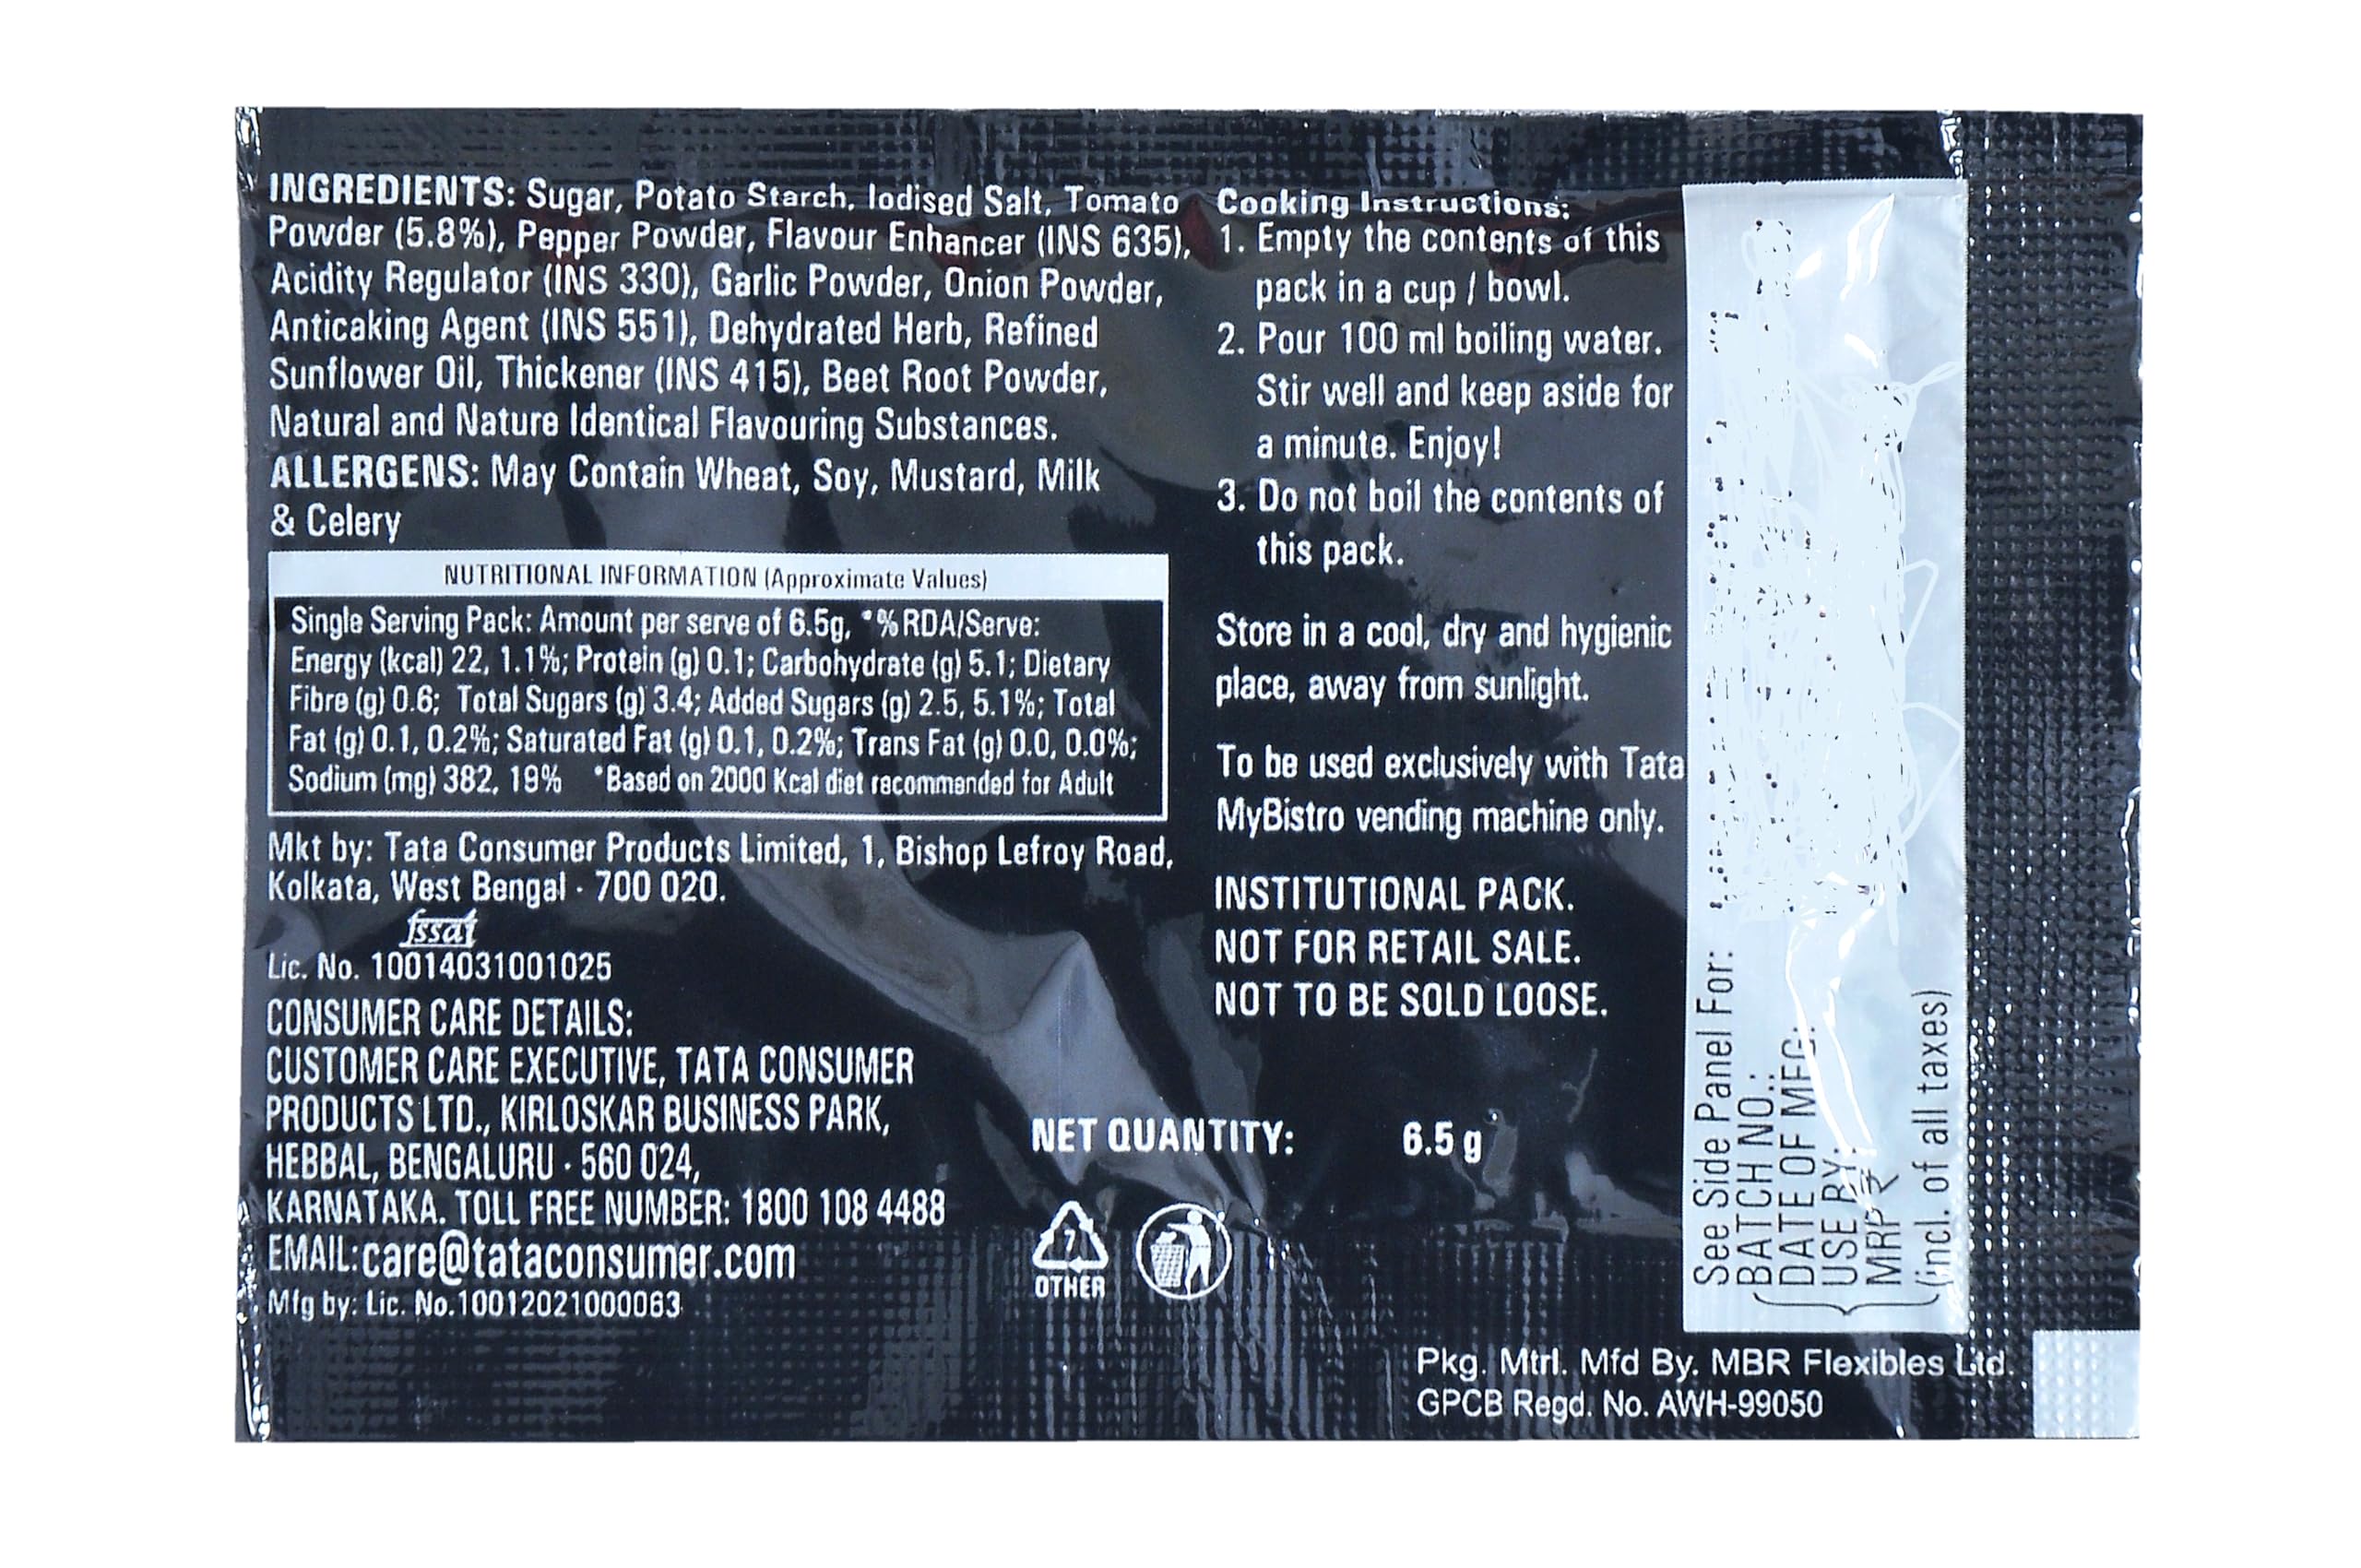 INGREDIENTS: Sugar, Potato Starch, Iodised Salt, Tomato
Powder (5.8%), Pepper Powder, Flavour Enhancer (INS 635),
Acidity Regulator (INS 330), Garlic Powder, Onion Powder,
Anticaking Agent (INS 551), Dehydrated Herb, Refined
Sunflower Oil, Thickener (INS 415), Beet Root Powder,
Natural and Nature Identical Flavouring Substances.
ALLERGENS: May Contain Wheat, Soy, Mustard, Milk
& Celery
NUTRITIONAL INFORMATION (Approximate Values)
Single Serving Pack: Amount per serve of 6.5g, *%RDA/Serve:
Energy (kcal) 22, 1.1%; Protein (g) 0.1; Carbohydrate (g) 5.1; Dietary
Fibre (g) 0.6; Total Sugars (g) 3.4; Added Sugars (g) 2.5, 5.1%; Total
Fat (g) 0.1, 0.2%; Saturated Fat (g) 0.1, 0.2%; Trans Fat (g) 0.0, 0.0%;
Sodium (mg) 382, 19% *Based on 2000 Kcal diet recommended for Adult
Mkt by: Tata Consumer Products Limited, 1, Bishop Lefroy Road,
Kolkata, West Bengal - 700 020.
fssai
Lic. No. 10014031001025
CONSUMER CARE DETAILS:
CUSTOMER CARE EXECUTIVE, TATA CONSUMER
PRODUCTS LTD., KIRLOSKAR BUSINESS PARK,
HEBBAL, BENGALURU - 560 024,
KARNATAKA. TOLL FREE NUMBER: 1800 108 4488
EMAIL:care@tataconsumer.com
Mfg by: Lic. No.10012021000063
Cooking Instructions:
1. Empty the contents of this
pack in a cup / bowl.
2. Pour 100 ml boiling water.
Stir well and keep aside for
a minute. Enjoy!
3. Do not boil the contents of
this pack.
Store in a cool, dry and hygienic
place, away from sunlight.
To be used exclusively with Tata
MyBistro vending machine only.
INSTITUTIONAL PACK.
NOT FOR RETAIL SALE.
NOT TO BE SOLD LOOSE.
NET QUANTITY: 6.5 g
7
OTHER
See Side Panel For:
BATCH NO.:
DATE OF MFG:
USE BY:
MRP ₹
(incl. of all taxes)
Pkg. Mtrl. Mfd By. MBR Flexibles Ltd.
GPCB Regd. No. AWH-99050